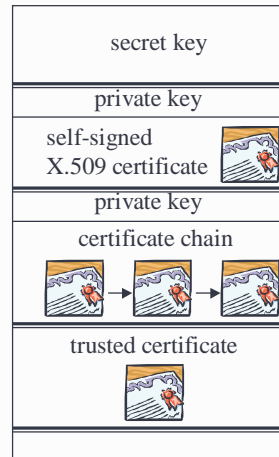 secret key
private key
self-signed
X.509 certificate
private key
certificate chain
trusted certificate